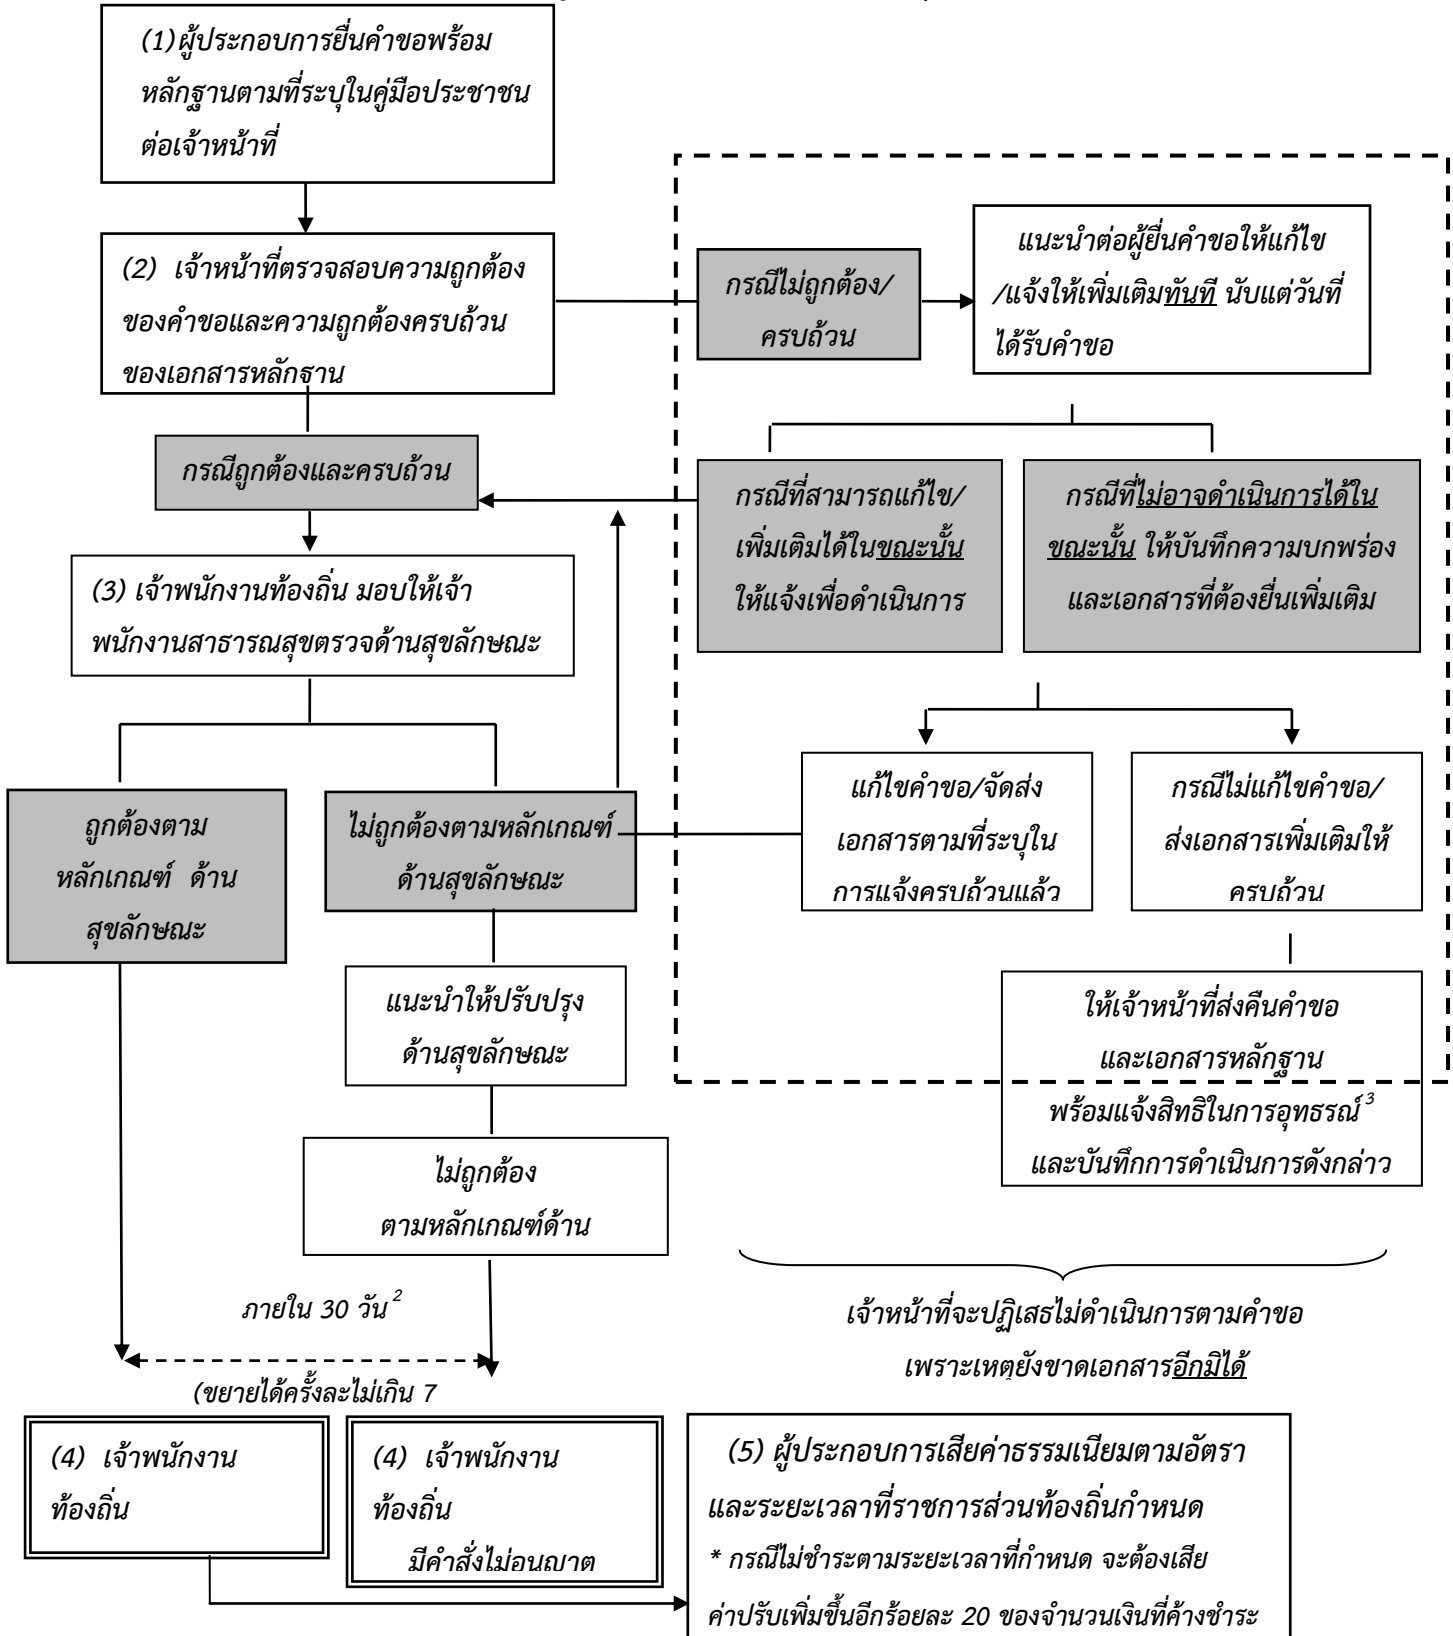 (1)ผู้ประกอบการยื่นคำขอพร้อม
หลักฐานตามที่ระบุในคู่มือประชาชน
ต่อเจ้าหน้าที่
(2) เจ้าหน้าที่ตรวจสอบความถูกต้อง
ของคำขอและความถูกต้องครบถ้วน
ของเอกสารหลักฐาน
กรณีไม่ถูกต้อง/
ครบถ้วน
แนะนำต่อผู้ยื่นคำขอให้แก้ไข
/แจ้งให้เพิ่มเติมทันที นับแต่วันที่
ได้รับคำขอ
กรณีถูกต้องและครบถ้วน
กรณีที่สามารถแก้ไข/
เพิ่มเติมได้ในขณะนั้น
ให้แจ้งเพื่อดำเนินการ
กรณีที่ไม่อาจดำเนินการได้ใน
ขณะนั้น ให้บันทึกความบกพร่อง
และเอกสารที่ต้องยื่นเพิ่มเติม
(3) เจ้าพนักงานท้องถิ่น มอบให้เจ้า
พนักงานสาธารณสุขตรวจด้านสุขลักษณะ
ถูกต้องตาม
หลักเกณฑ์ ด้าน
สุขลักษณะ
ไม่ถูกต้องตามหลักเกณฑ์
ด้านสุขลักษณะ
แก้ไขคำขอ/จัดส่ง
เอกสารตามที่ระบุใน
การแจ้งครบถ้วนแล้ว
กรณีไม่แก้ไขคำขอ/
ส่งเอกสารเพิ่มเติมให้
ครบถ้วน
แนะนำให้ปรับปรุง
ด้านสุขลักษณะ
ให้เจ้าหน้าที่ส่งคืนคำขอ
และเอกสารหลักฐาน
พร้อมแจ้งสิทธิในการอุทธรณ์ 3
และบันทึกการดำเนินการดังกล่าว
ไม่ถูกต้อง
ตามหลักเกณฑ์ด้าน
ภายใน 30 วัน 2
(ขยายได้ครั้งละไม่เกิน 7
เจ้าหน้าที่จะปฏิเสธไม่ดำเนินการตามคำขอ
เพราะเหตุยังขาดเอกสารอีกมิได้
(4) เจ้าพนักงาน
ท้องถิ่น
(4) เจ้าพนักงาน
ท้องถิ่น
มีคำสั่งไม่อนุญาต
(5) ผู้ประกอบการเสียค่าธรรมเนียมตามอัตรา
และระยะเวลาที่ราชการส่วนท้องถิ่นกำหนด
* กรณีไม่ชำระตามระยะเวลาที่กำหนด จะต้องเสีย
ค่าปรับเพิ่มขึ้นอีกร้อยละ 20 ของจำนวนเงินที่ค้างชำระ